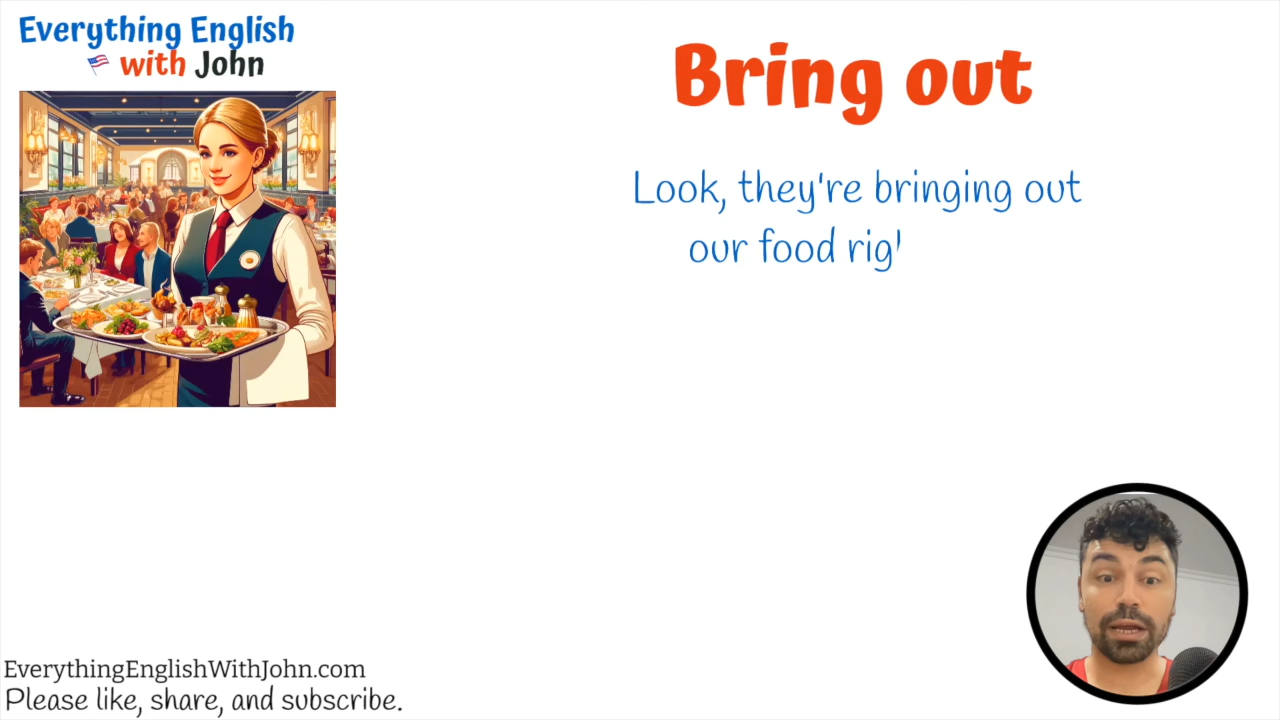 Everything English
with John
Bring out
Look, they're bringing out
our food
EverythingEnglishWithJohn.com
Please like, share, and subscribe.